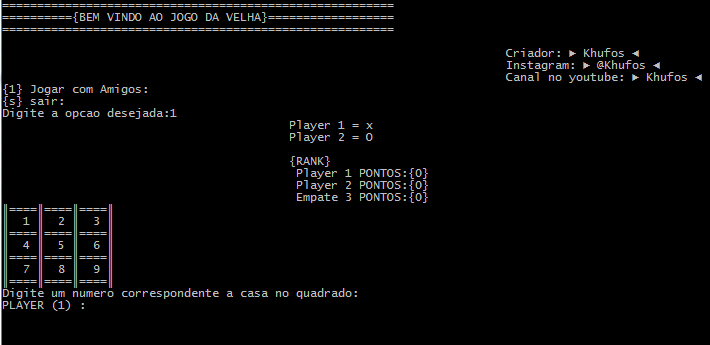 ========================================================
=========={BEM VINDO AO JOGO DA VELHA}==================
========================================================
Criador: ► Khufos ◄
Instagram: ► @Khufos ◄
Canal no youtube: ► Khufos ◄
{1} Jogar com Amigos:
{s} sair:
Digite a opcao desejada:1
Player 1 = x
Player 2 = O
{RANK}
Player 1 PONTOS:{0}
Player 2 PONTOS:{0}
Empate 3 PONTOS:{0}
║====║====║====║
║  1 ║  2 ║  3 ║
║====║====║====║
║  4 ║  5 ║  6 ║
║====║====║====║
║  7 ║  8 ║  9 ║
║====║====║====║
Digite um numero correspondente a casa no quadrado:
PLAYER (1) :